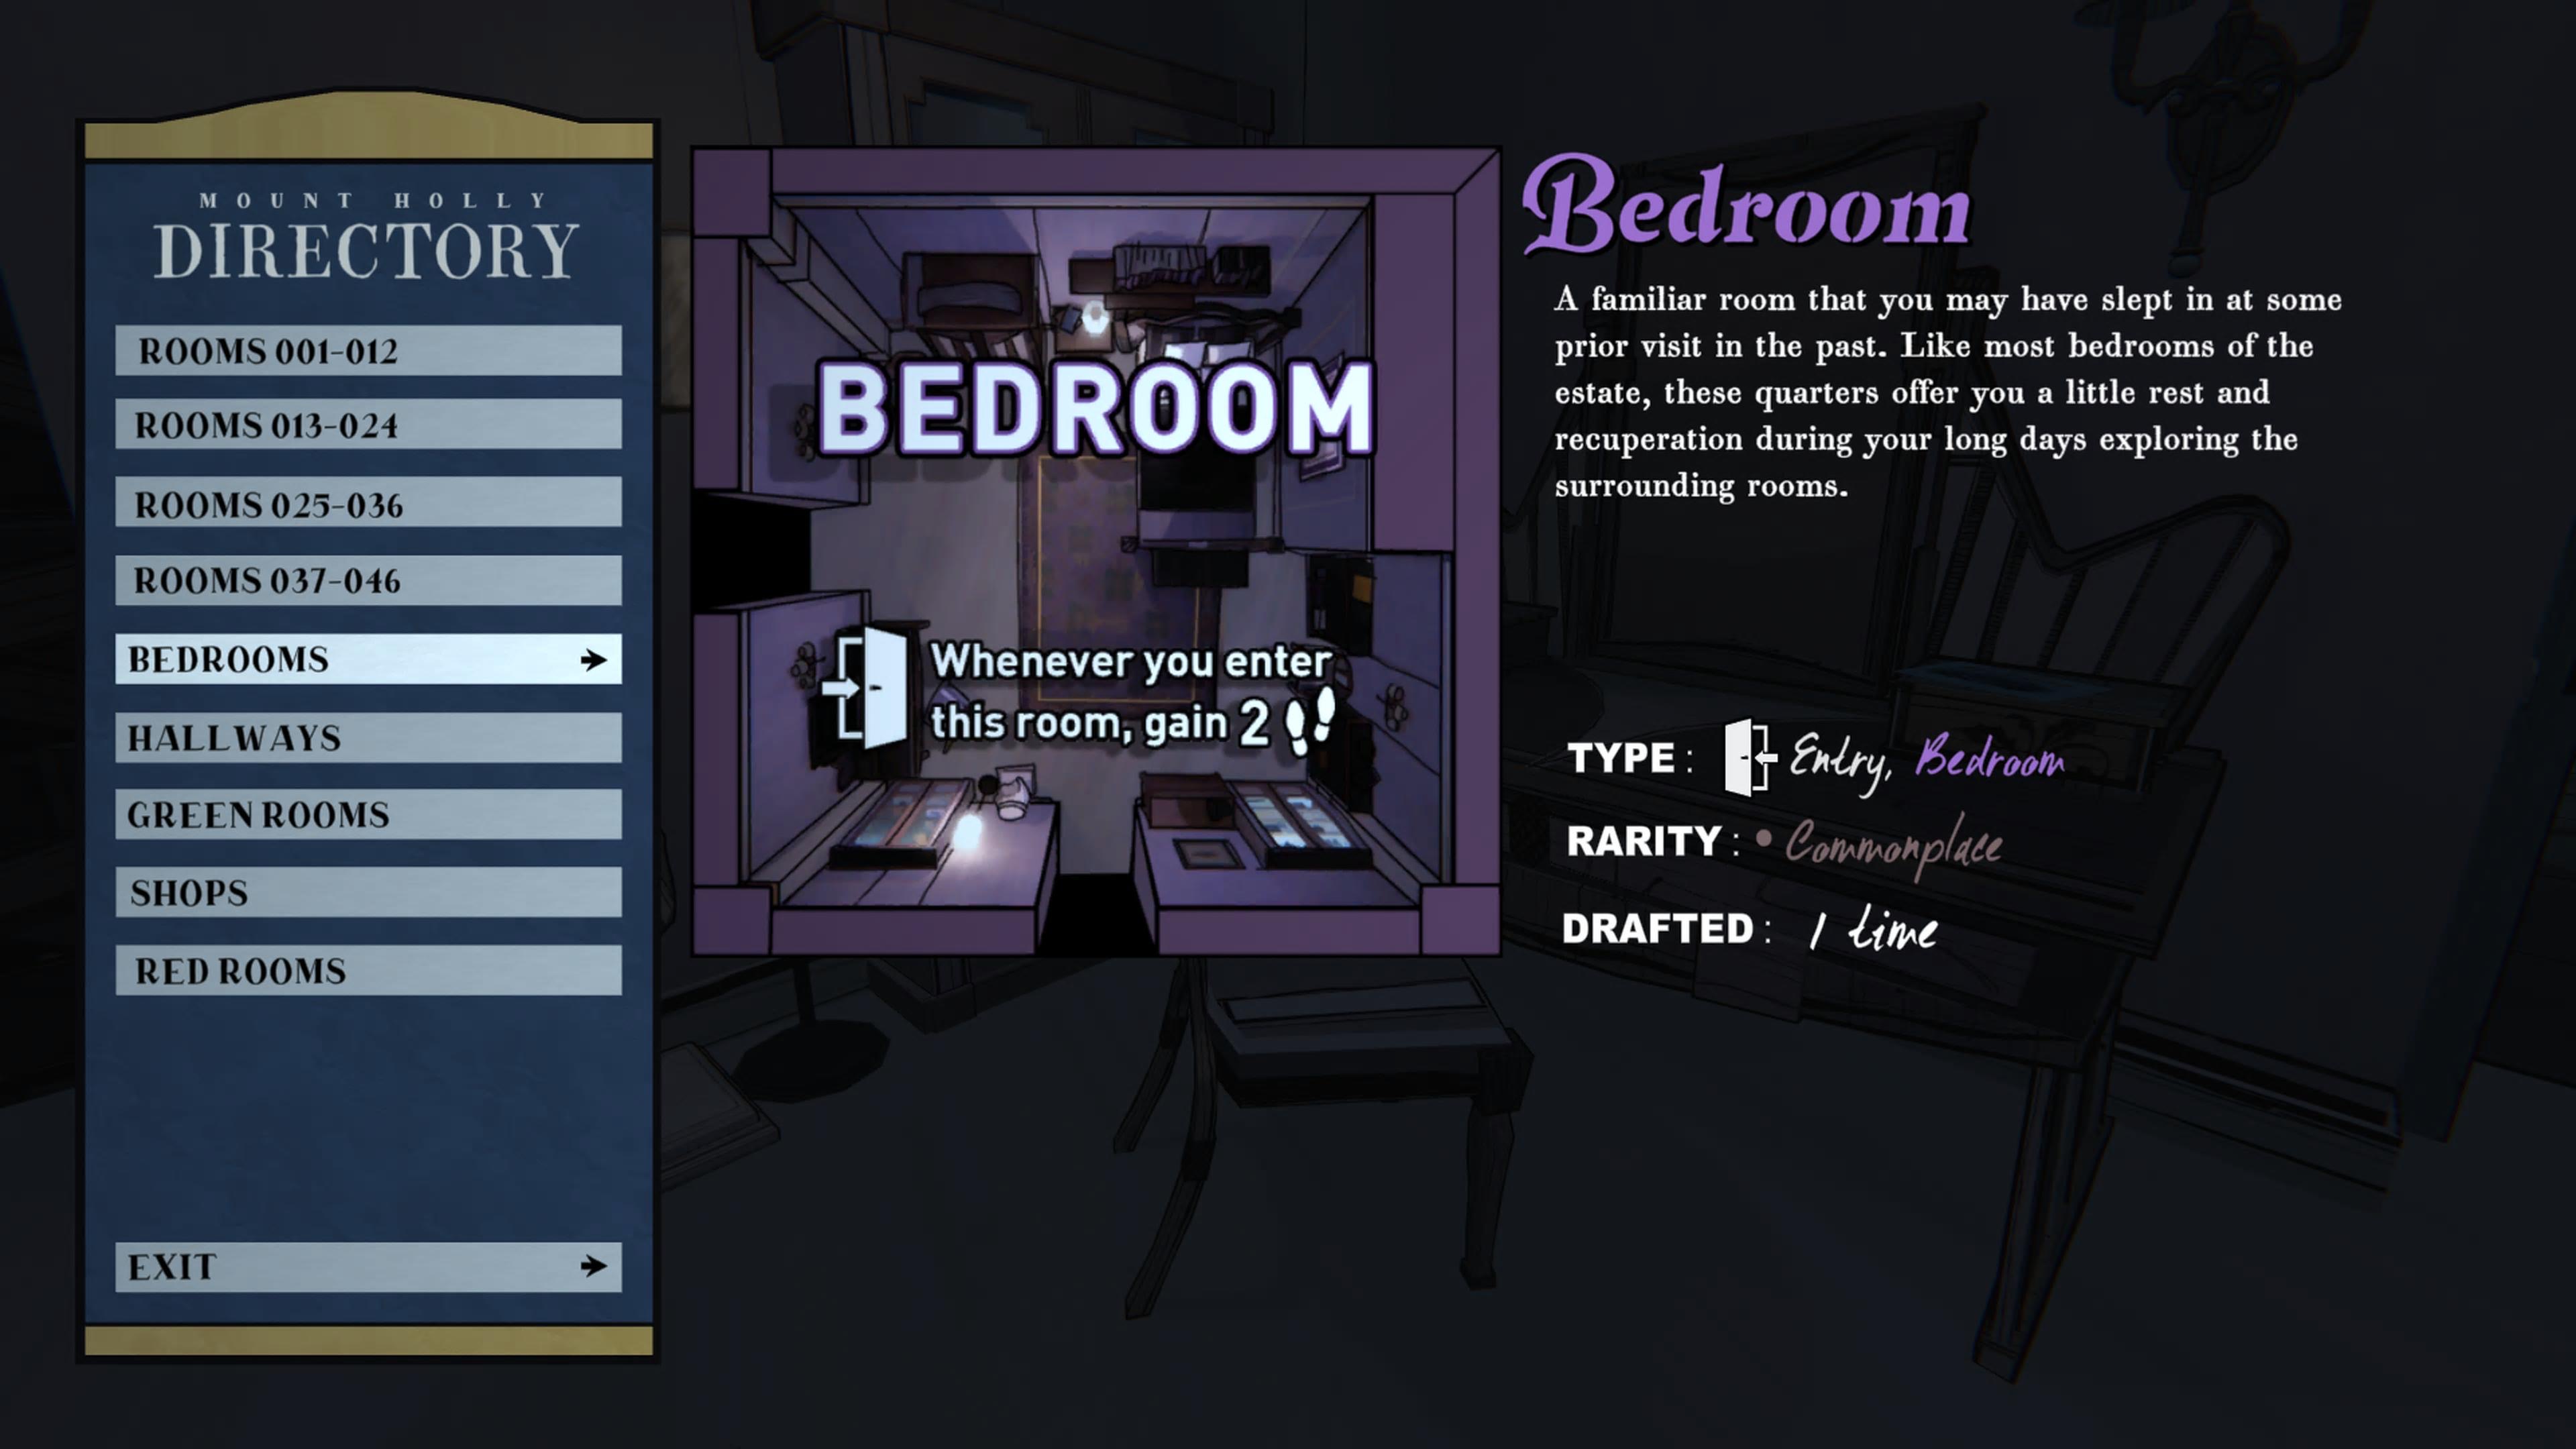 MOUNT HOLLY
DIRECTORY
ROOMS 001-012
ROOMS 013-024
ROOMS 025-036
ROOMS 037-046
BEDROOMS
HALLWAYS
GREEN ROOMS
SHOPS
RED ROOMS
EXIT
BEDROOM
Whenever you enter
this room, gain 2
Bedroom
A familiar room that you may have slept in at some
prior visit in the past. Like most bedrooms of the
estate, these quarters offer you a little rest and
recuperation during your long days exploring the
surrounding rooms.
TYPE : Entry, Bedroom
RARITY : • Commonplace
DRAFTED : 1 time